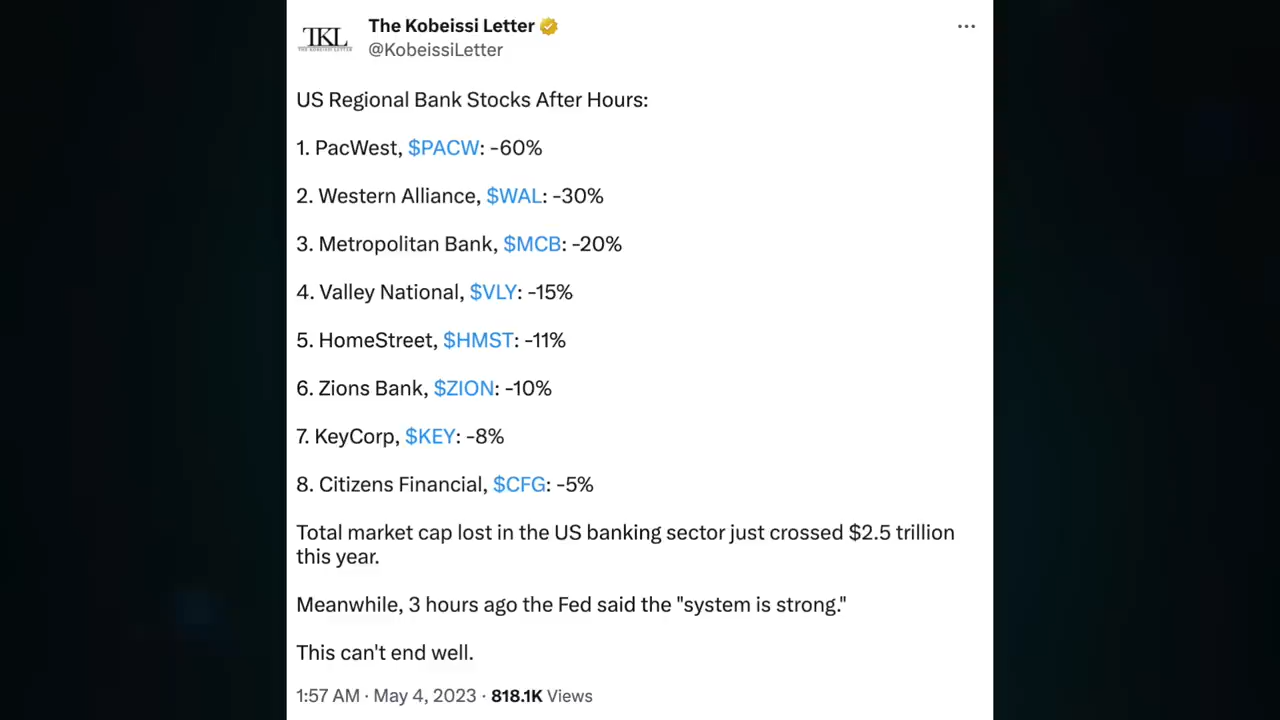 TKL
THE KOBEISSI LETTER
The Kobeissi Letter
@KobeissiLetter
US Regional Bank Stocks After Hours:
1. PacWest, $PACW: -60%
2. Western Alliance, $WAL: -30%
3. Metropolitan Bank, $MCB: -20%
4. Valley National, $VLY: -15%
5. HomeStreet, $HMST: -11%
6. Zions Bank, $ZION: -10%
7. KeyCorp, $KEY: -8%
8. Citizens Financial, $CFG: -5%
Total market cap lost in the US banking sector just crossed $2.5 trillion
this year.
Meanwhile, 3 hours ago the Fed said the "system is strong."
This can't end well.
1:57 AM · May 4, 2023 · 818.1K Views